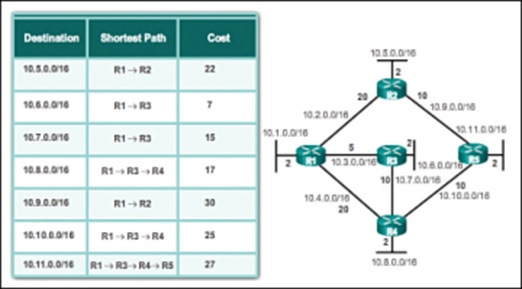 Destination Shortest Path Cost
10.5.0.0/16 R1→R2 22
10.6.0.0/16 R1→R3 7
10.7.0.0/16 R1→R3 15
10.8.0.0/16 R1→R3→R4 17
10.9.0.0/16 R1→R2 30
10.10.0.0/16 R1→R3→R4 25
10.11.0.0/16 R1→R3→R4→R5 27
10.5.0.0/16
2
R2
20 10
10.2.0.0/16 10.9.0.0/16
10.1.0.0/16 10.11.0.0/16
5 2
R1 R3 R5
2 10.3.0.0/16 10.6.0.0/16 2
10 10.7.0.0/16
10.4.0.0/16 10
20 10.10.0.0/16
R4
2
10.8.0.0/16